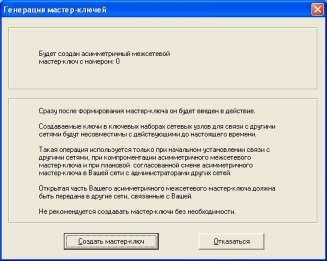 Генерация мастер-ключей
Будет создан асимметричный межсетевой
мастер-ключ с номером: 0
Сразу после формирования мастер-ключа он будет введен в действие.
Создаваемые ключи в ключевых наборах сетевых узлов для связи с другими
сетями будут несовместимы с действующими до настоящего времени.
Такая операция используется только при начальном установлении связи с
другими сетями, при компроментации асимметричного межсетевого
мастер-ключа и при плановой согласованной смене асимметричного
мастер-ключа в Вашей сети с администраторами других сетей.
Открытая часть Вашего асимметричного межсетевого мастер-ключа должна
быть передана в другие сети, связанные с Вашей.
Не рекомендуется создавать мастер-ключи без необходимости.
Создать мастер-ключ
Отказаться